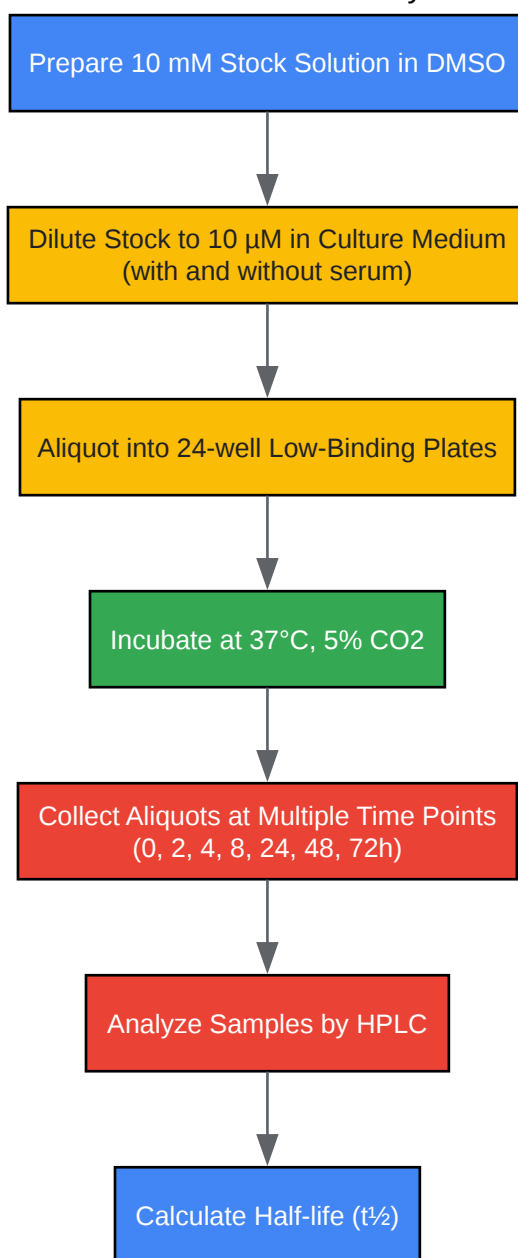 Prepare 10 mM Stock Solution in DMSO
Dilute Stock to 10 µM in Culture Medium
(with and without serum)
Aliquot into 24-well Low-Binding Plates
Incubate at 37°C, 5% CO2
Collect Aliquots at Multiple Time Points
(0, 2, 4, 8, 24, 48, 72h)
Analyze Samples by HPLC
Calculate Half-life (t½)